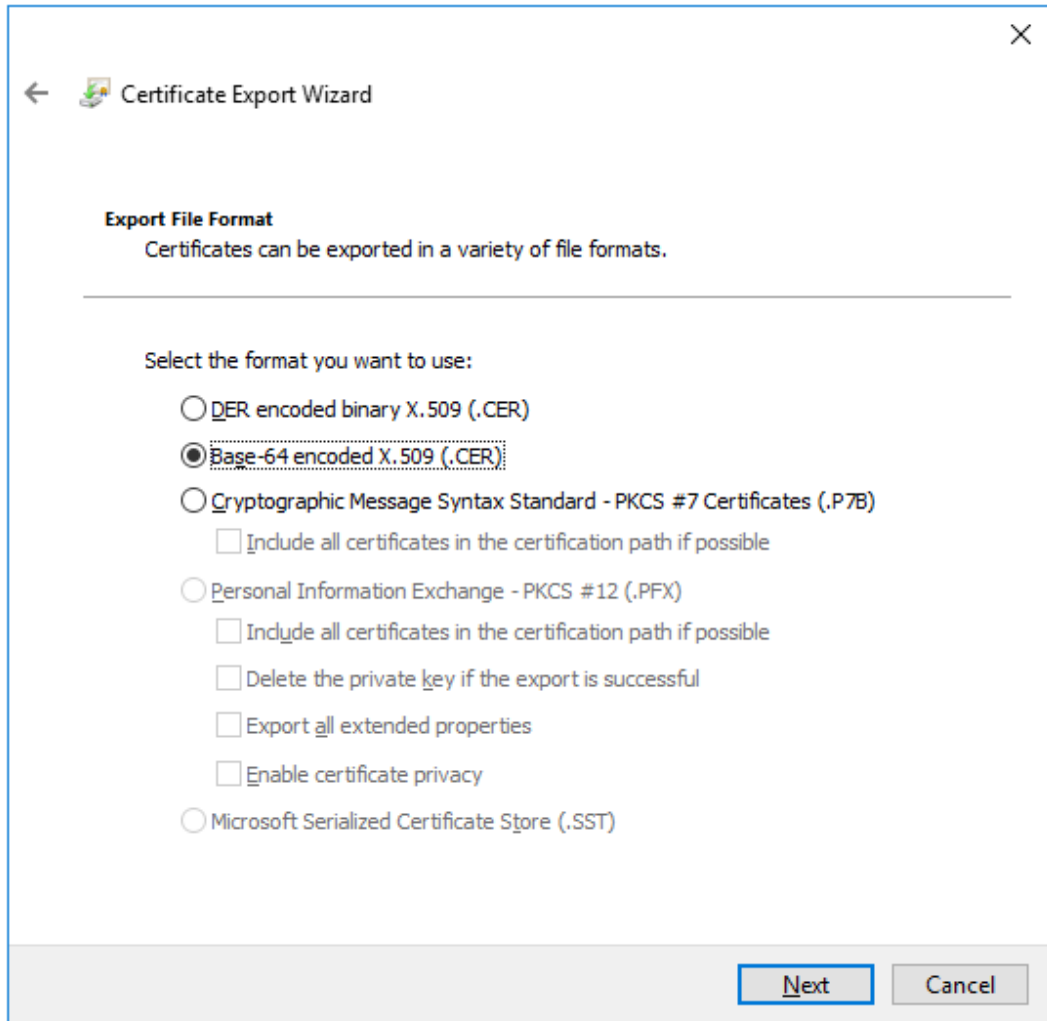 Certificate Export Wizard
Export File Format
Certificates can be exported in a variety of file formats.
Select the format you want to use:
DER encoded binary X.509 (.CER)
Base-64 encoded X.509 (.CER)
Cryptographic Message Syntax Standard - PKCS #7 Certificates (.P7B)
Include all certificates in the certification path if possible
Personal Information Exchange - PKCS #12 (.PFX)
Include all certificates in the certification path if possible
Delete the private key if the export is successful
Export all extended properties
Enable certificate privacy
Microsoft Serialized Certificate Store (.SST)
Next Cancel